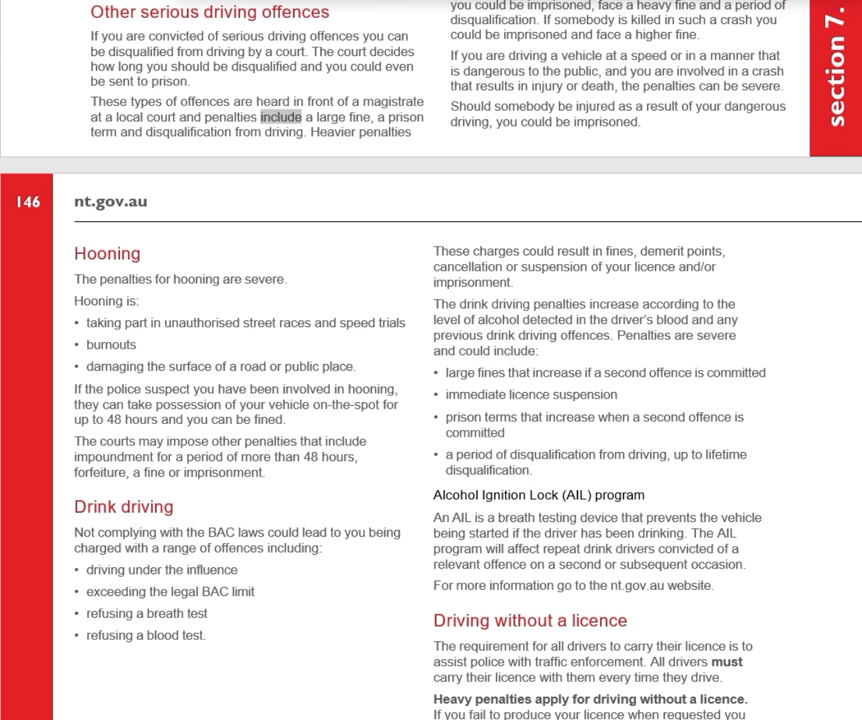 Other serious driving offences
If you are convicted of serious driving offences you can
be disqualified from driving by a court. The court decides
how long you should be disqualified and you could even
be sent to prison.
These types of offences are heard in front of a magistrate
at a local court and penalties include a large fine, a prison
term and disqualification from driving. Heavier penalties
you could be imprisoned, face a heavy fine and a period of
disqualification. If somebody is killed in such a crash you
could be imprisoned and face a higher fine.
If you are driving a vehicle at a speed or in a manner that
is dangerous to the public, and you are involved in a crash
that results in injury or death, the penalties can be severe.
Should somebody be injured as a result of your dangerous
driving, you could be imprisoned.
section 7.
146
nt.gov.au
Hooning
The penalties for hooning are severe.
Hooning is:
• taking part in unauthorised street races and speed trials
• burnouts
• damaging the surface of a road or public place.
If the police suspect you have been involved in hooning,
they can take possession of your vehicle on-the-spot for
up to 48 hours and you can be fined.
The courts may impose other penalties that include
impoundment for a period of more than 48 hours,
forfeiture, a fine or imprisonment.
Drink driving
Not complying with the BAC laws could lead to you being
charged with a range of offences including:
• driving under the influence
• exceeding the legal BAC limit
• refusing a breath test
• refusing a blood test.
These charges could result in fines, demerit points,
cancellation or suspension of your licence and/or
imprisonment.
The drink driving penalties increase according to the
level of alcohol detected in the driver's blood and any
previous drink driving offences. Penalties are severe
and could include:
• large fines that increase if a second offence is committed
• immediate licence suspension
• prison terms that increase when a second offence is
committed
• a period of disqualification from driving, up to lifetime
disqualification.
Alcohol Ignition Lock (AIL) program
An AIL is a breath testing device that prevents the vehicle
being started if the driver has been drinking. The AIL
program will affect repeat drink drivers convicted of a
relevant offence on a second or subsequent occasion.
For more information go to the nt.gov.au website.
Driving without a licence
The requirement for all drivers to carry their licence is to
assist police with traffic enforcement. All drivers must
carry their licence with them every time they drive.
Heavy penalties apply for driving without a licence.
If you fail to produce your licence when requested you